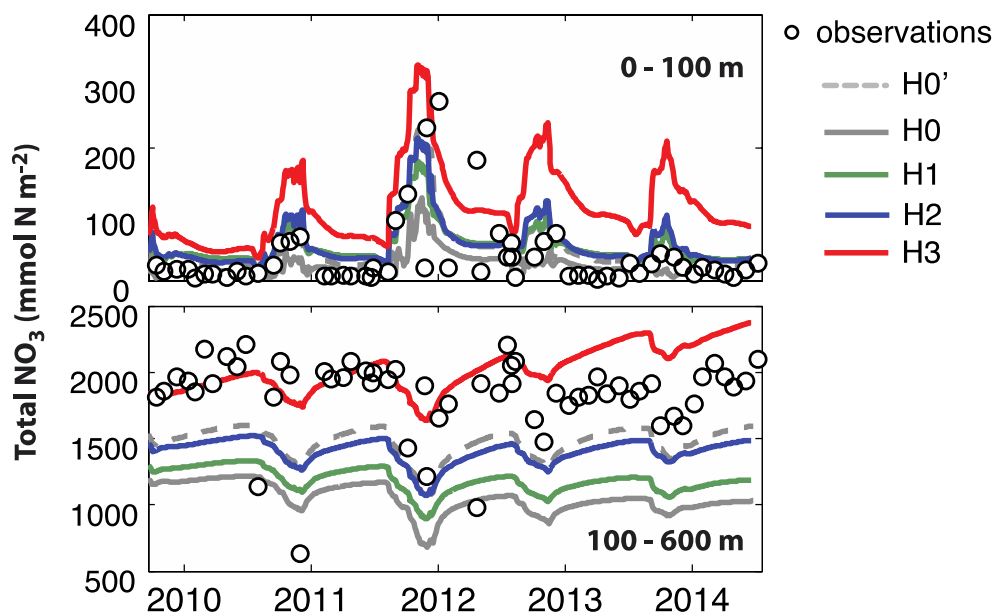 400
300
200
100
0
0 - 100 m
observations
H0’
H0
H1
H2
H3
Total NO3 (mmol N m−2)
2500
2000
1500
1000
500
100 - 600 m
2010 2011 2012 2013 2014